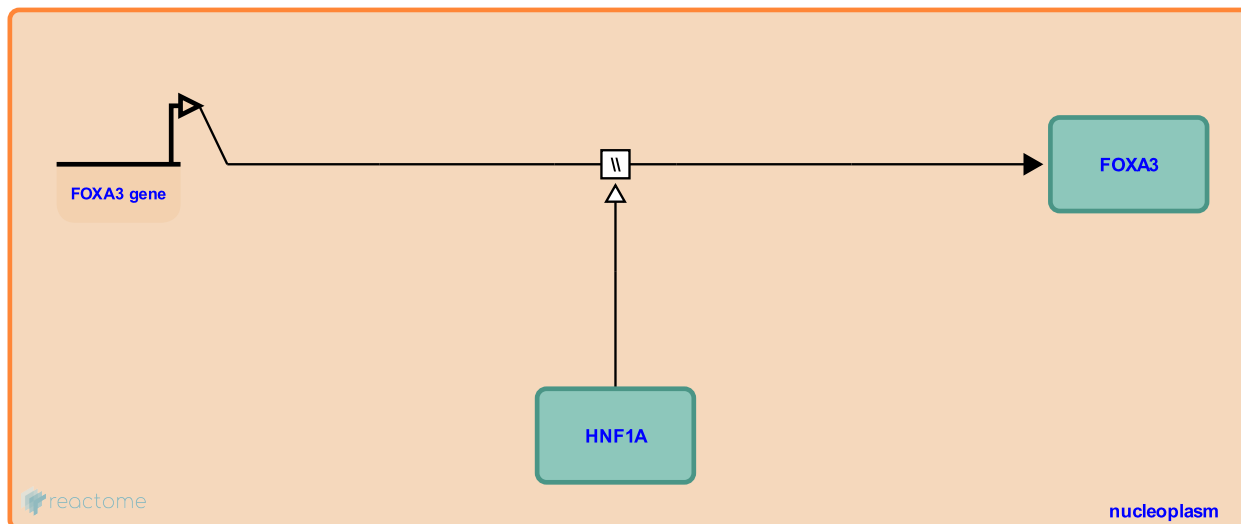 \\
FOXA3 gene
FOXA3
HNF1A
reactome
nucleoplasm